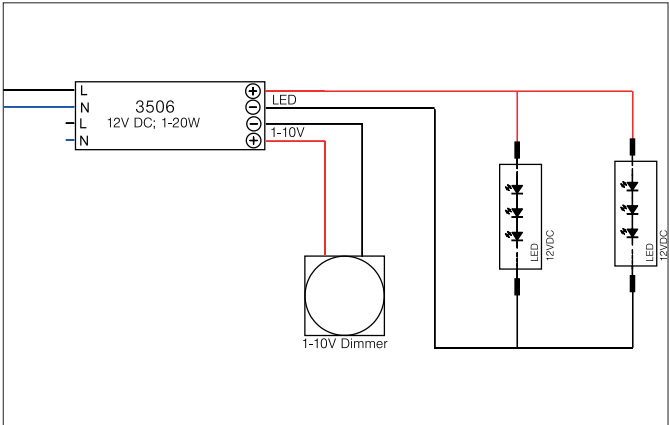 L
N
L
N
3506
12V DC; 1-20W
+
−
−
+
LED
1-10V
LED
12VDC
LED
12VDC
1-10V Dimmer